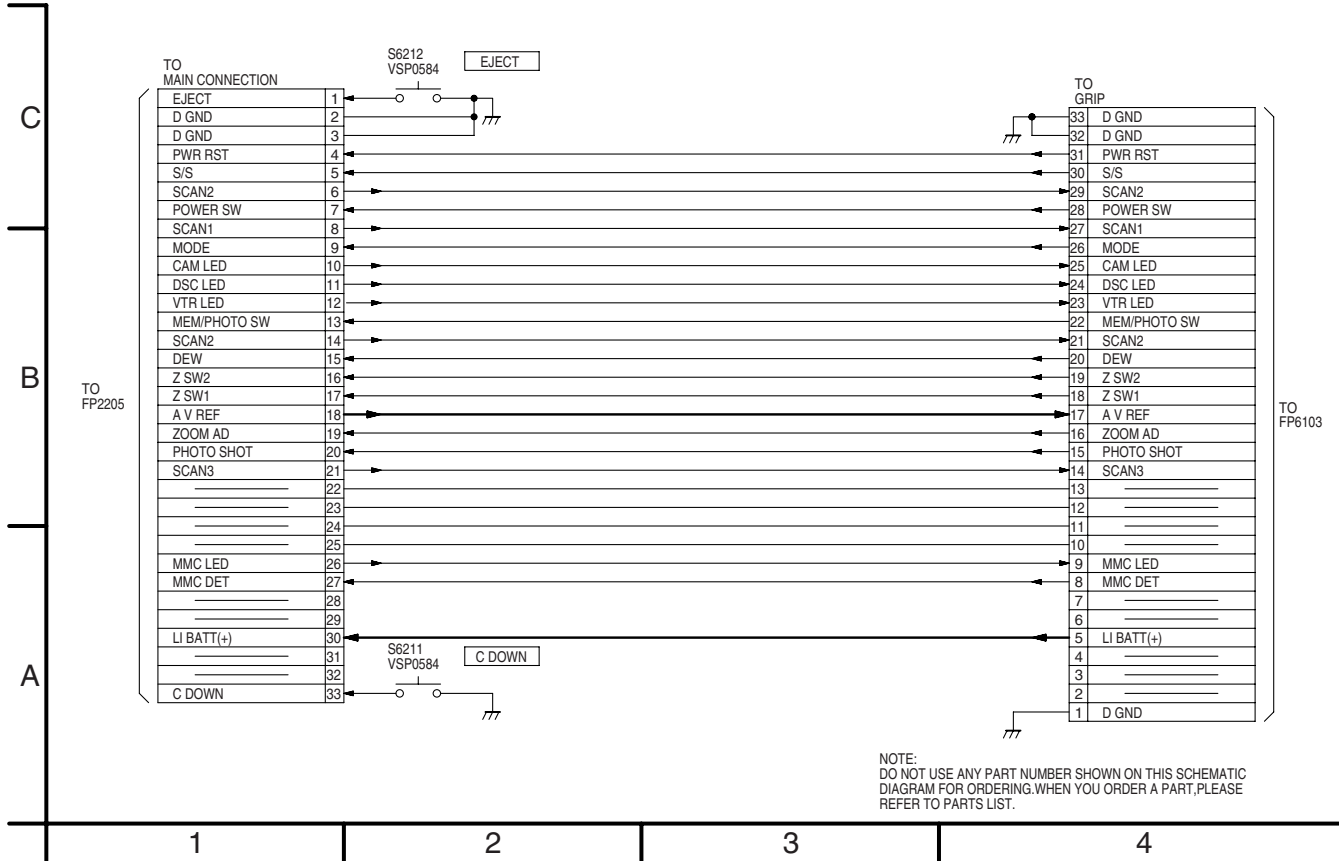 C
B
A
1
2
3
4
TO
MAIN CONNECTION
TO
FP2205
EJECT 1
D GND 2
D GND 3
PWR RST 4
S/S 5
SCAN2 6
POWER SW 7
SCAN1 8
MODE 9
CAM LED 10
DSC LED 11
VTR LED 12
MEM/PHOTO SW 13
SCAN2 14
DEW 15
Z SW2 16
Z SW1 17
A V REF 18
ZOOM AD 19
PHOTO SHOT 20
SCAN3 21
22
23
24
25
MMC LED 26
MMC DET 27
28
29
LI BATT(+) 30
31
32
C DOWN 33
S6212
VSP0584
EJECT
S6211
VSP0584
C DOWN
TO
GRIP
33 D GND
32 D GND
31 PWR RST
30 S/S
29 SCAN2
28 POWER SW
27 SCAN1
26 MODE
25 CAM LED
24 DSC LED
23 VTR LED
22 MEM/PHOTO SW
21 SCAN2
20 DEW
19 Z SW2
18 Z SW1
17 A V REF
16 ZOOM AD
15 PHOTO SHOT
14 SCAN3
13
12
11
10
9 MMC LED
8 MMC DET
7
6
5 LI BATT(+)
4
3
2
1 D GND
TO
FP6103
NOTE:
DO NOT USE ANY PART NUMBER SHOWN ON THIS SCHEMATIC
DIAGRAM FOR ORDERING.WHEN YOU ORDER A PART,PLEASE
REFER TO PARTS LIST.